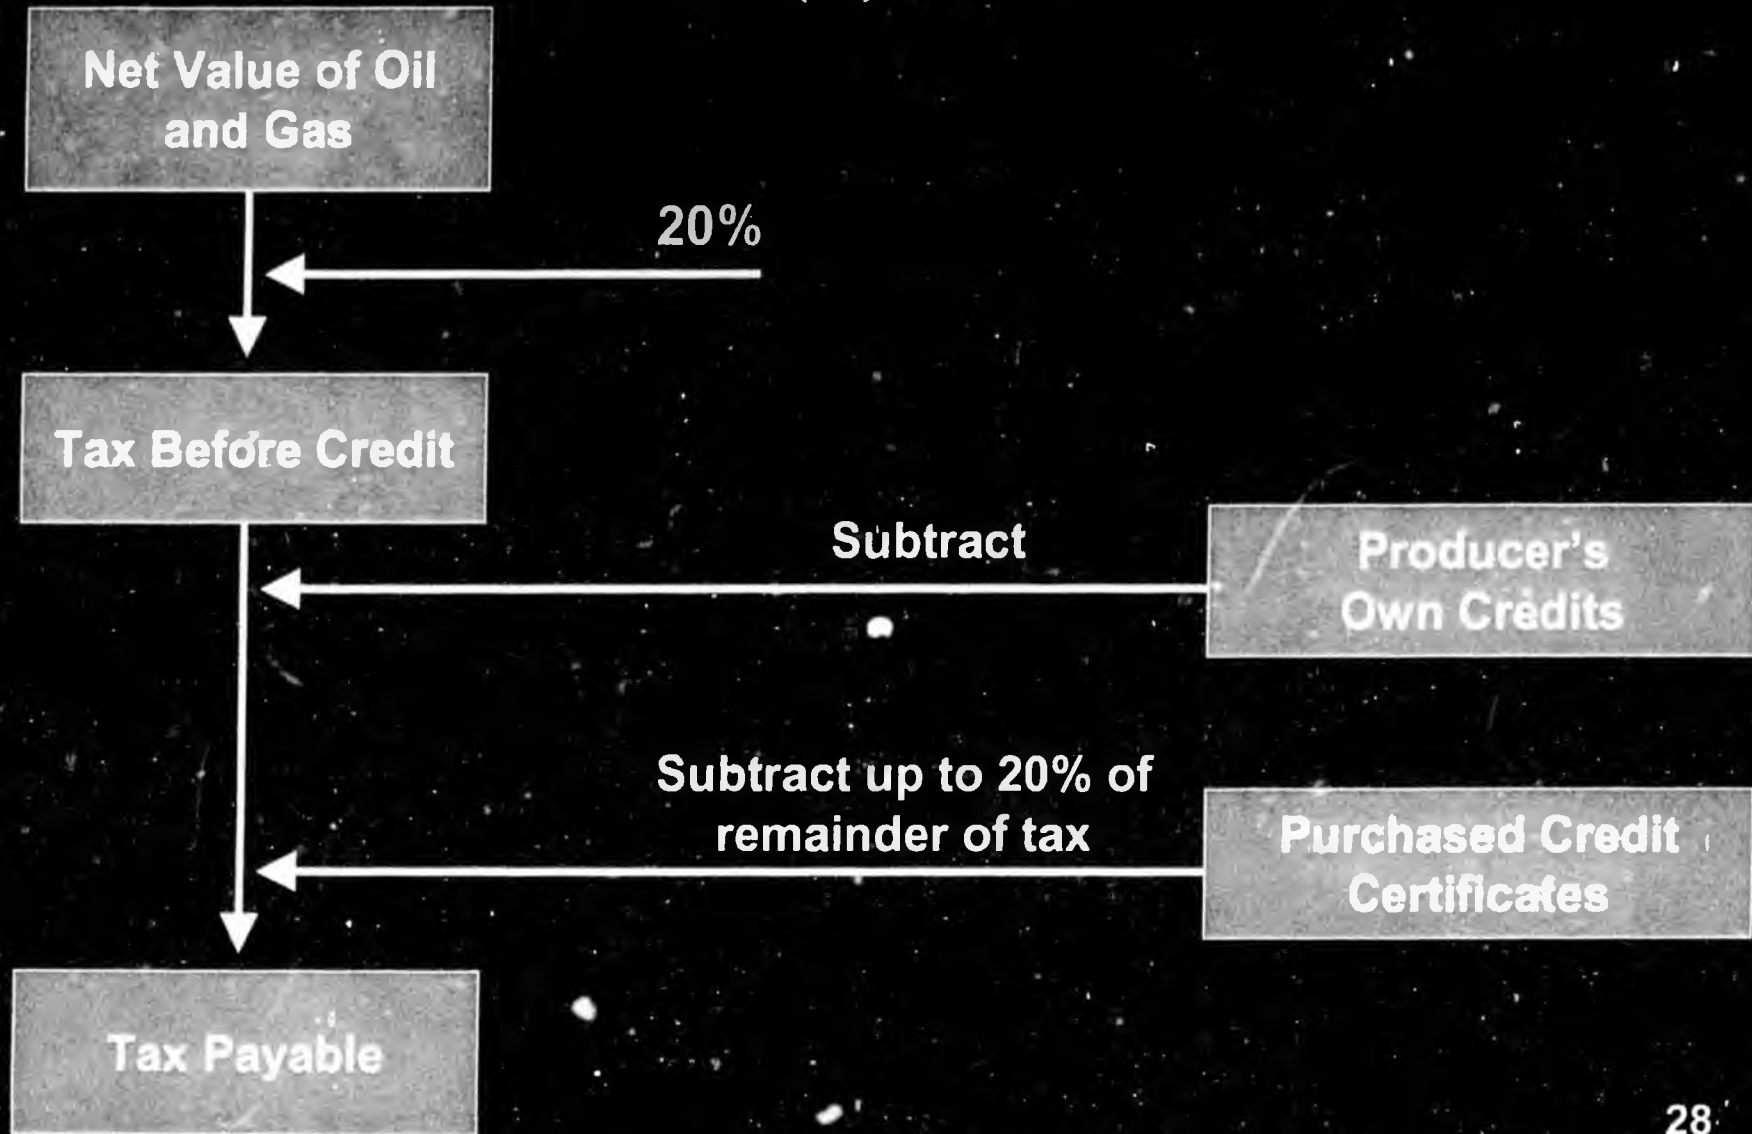 Net Value of Oil
and Gas
20%
Tax Before Credit
Subtract
Producer's
Own Credits
Subtract up to 20% of
remainder of tax
Purchased Credit
Certificates
Tax Payable
28